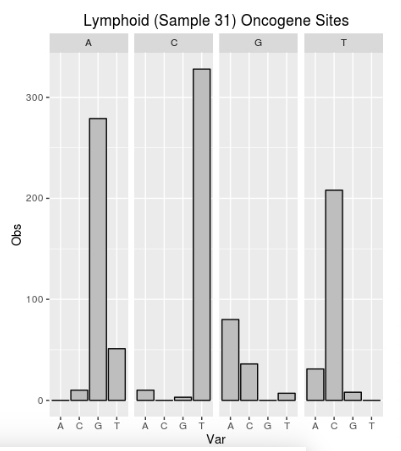 Lymphoid (Sample 31) Oncogene Sites
A C G T
300
200
100
0
Obs
A C G T A C G T A C G T A C G T
Var